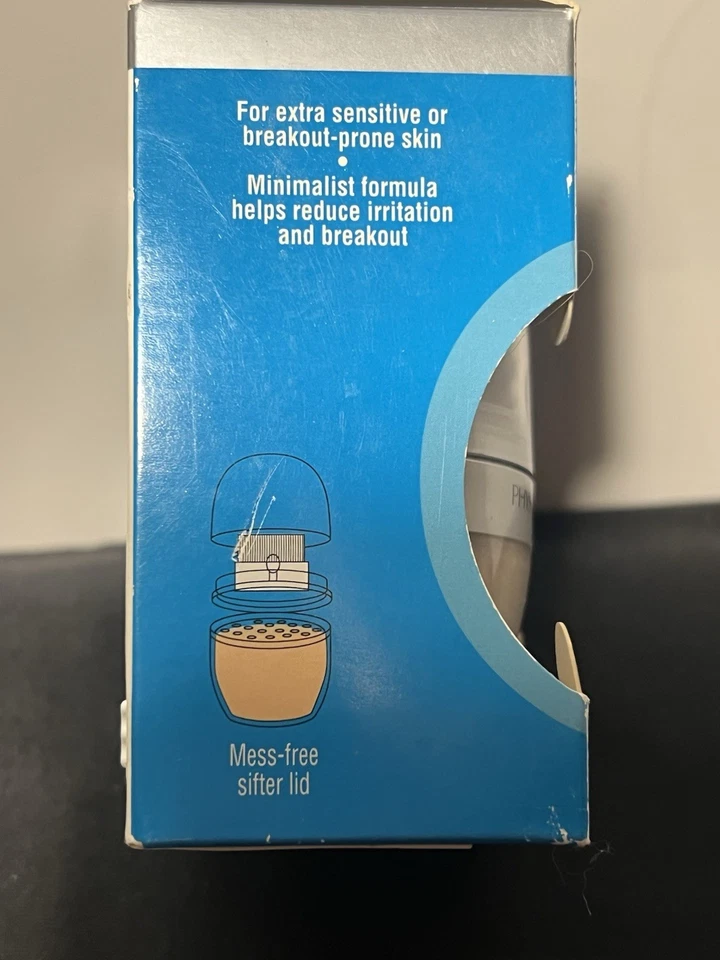 For extra sensitive or
breakout-prone skin
•
Minimalist formula
helps reduce irritation
and breakout
Mess-free
sifter lid